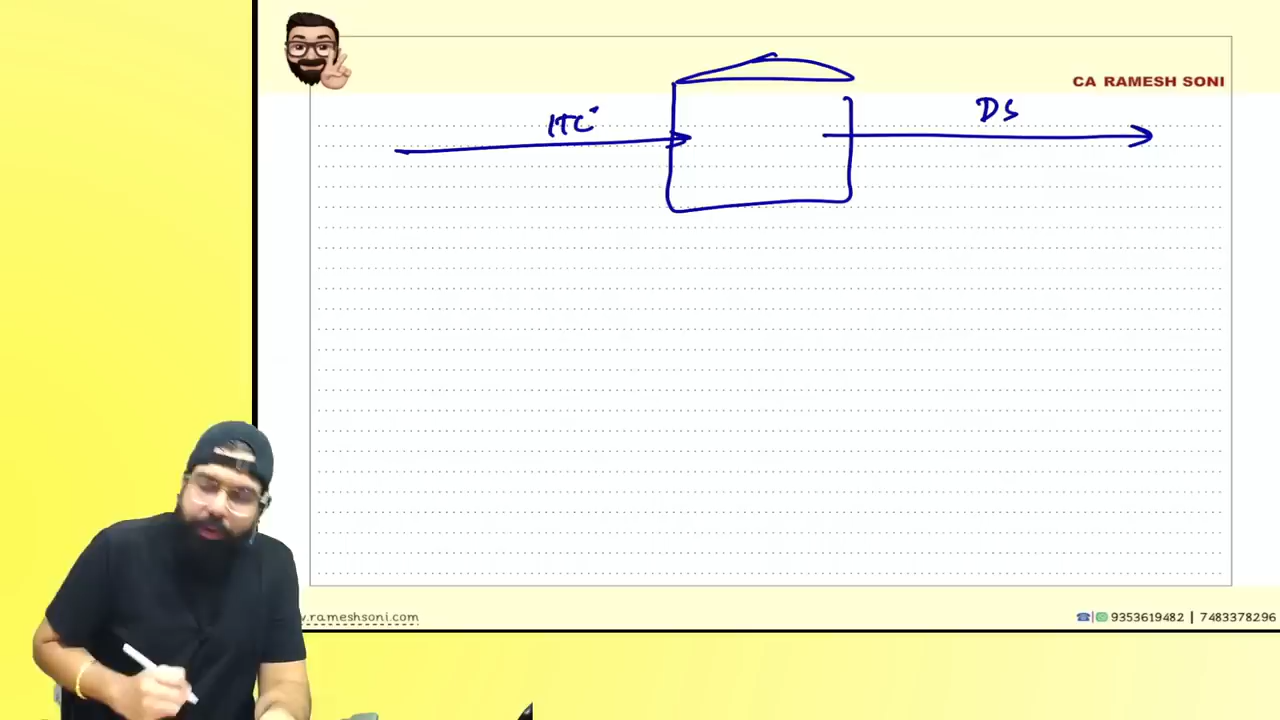 CA RAMESH SONI
ITC
DS
.rameshsoni.com
9353619482 | 7483378296